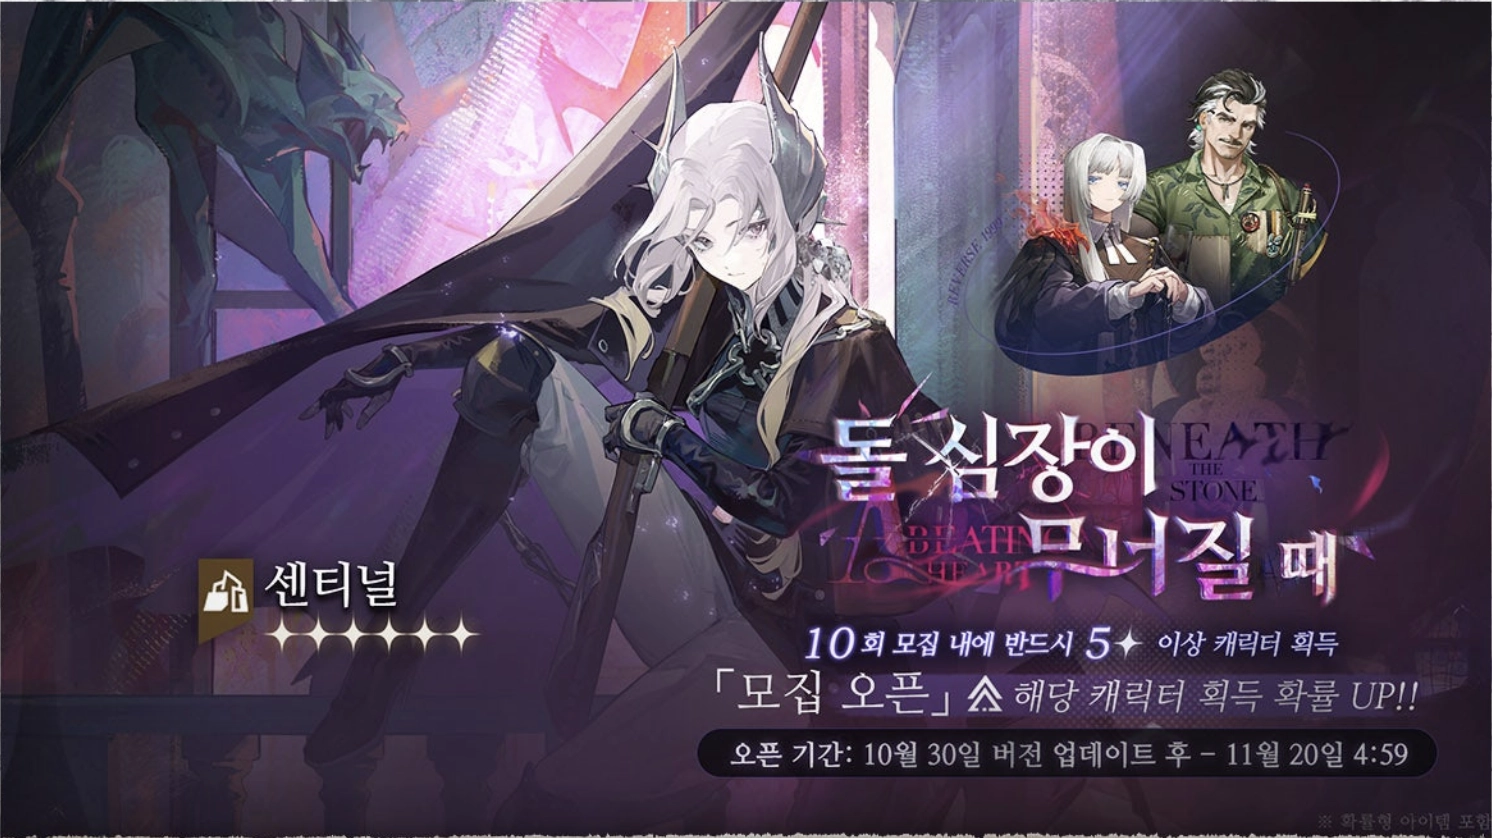 REVERSE 1999
BENEATH
THE
STONE
A BEATING
HEART
돌 심장이
무너질 때
센티널
10회 모집 내에 반드시 5✦ 이상 캐릭터 획득
「모집 오픈」 해당 캐릭터 획득 확률 UP!!
오픈 기간: 10월 30일 버전 업데이트 후 - 11월 20일 4:59
※ 확률형 아이템 포함